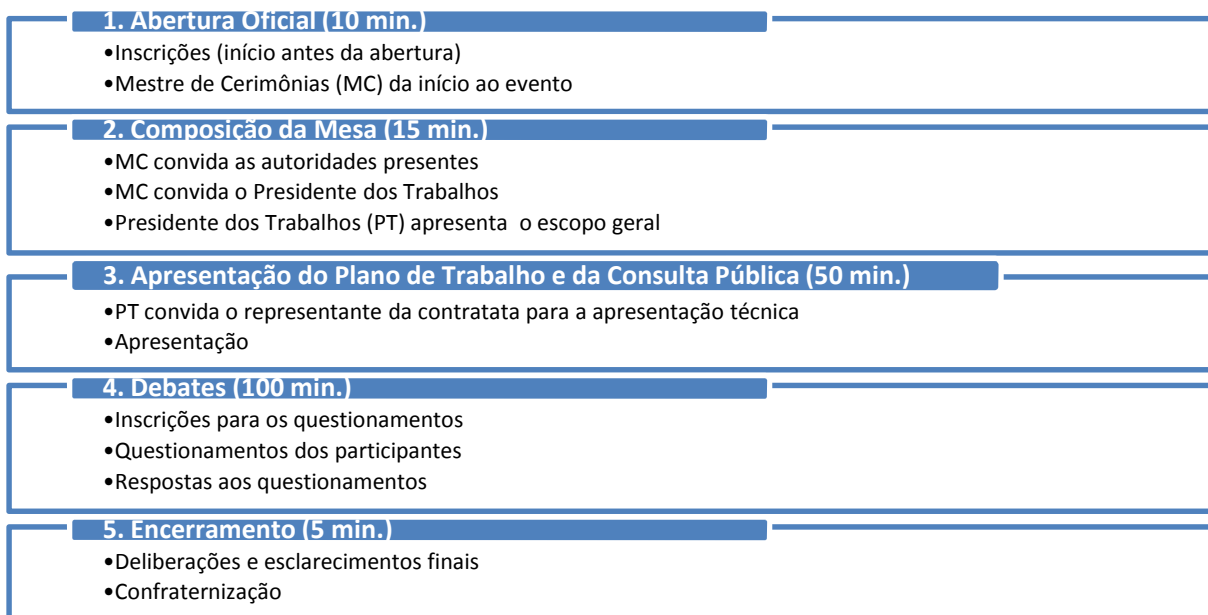 1. Abertura Oficial (10 min.)
•Inscrições (início antes da abertura)
•Mestre de Cerimônias (MC) da início ao evento
2. Composição da Mesa (15 min.)
•MC convida as autoridades presentes
•MC convida o Presidente dos Trabalhos
•Presidente dos Trabalhos (PT) apresenta o escopo geral
3. Apresentação do Plano de Trabalho e da Consulta Pública (50 min.)
•PT convida o representante da contratata para a apresentação técnica
•Apresentação
4. Debates (100 min.)
•Inscrições para os questionamentos
•Questionamentos dos participantes
•Respostas aos questionamentos
5. Encerramento (5 min.)
•Deliberações e esclarecimentos finais
•Confraternização